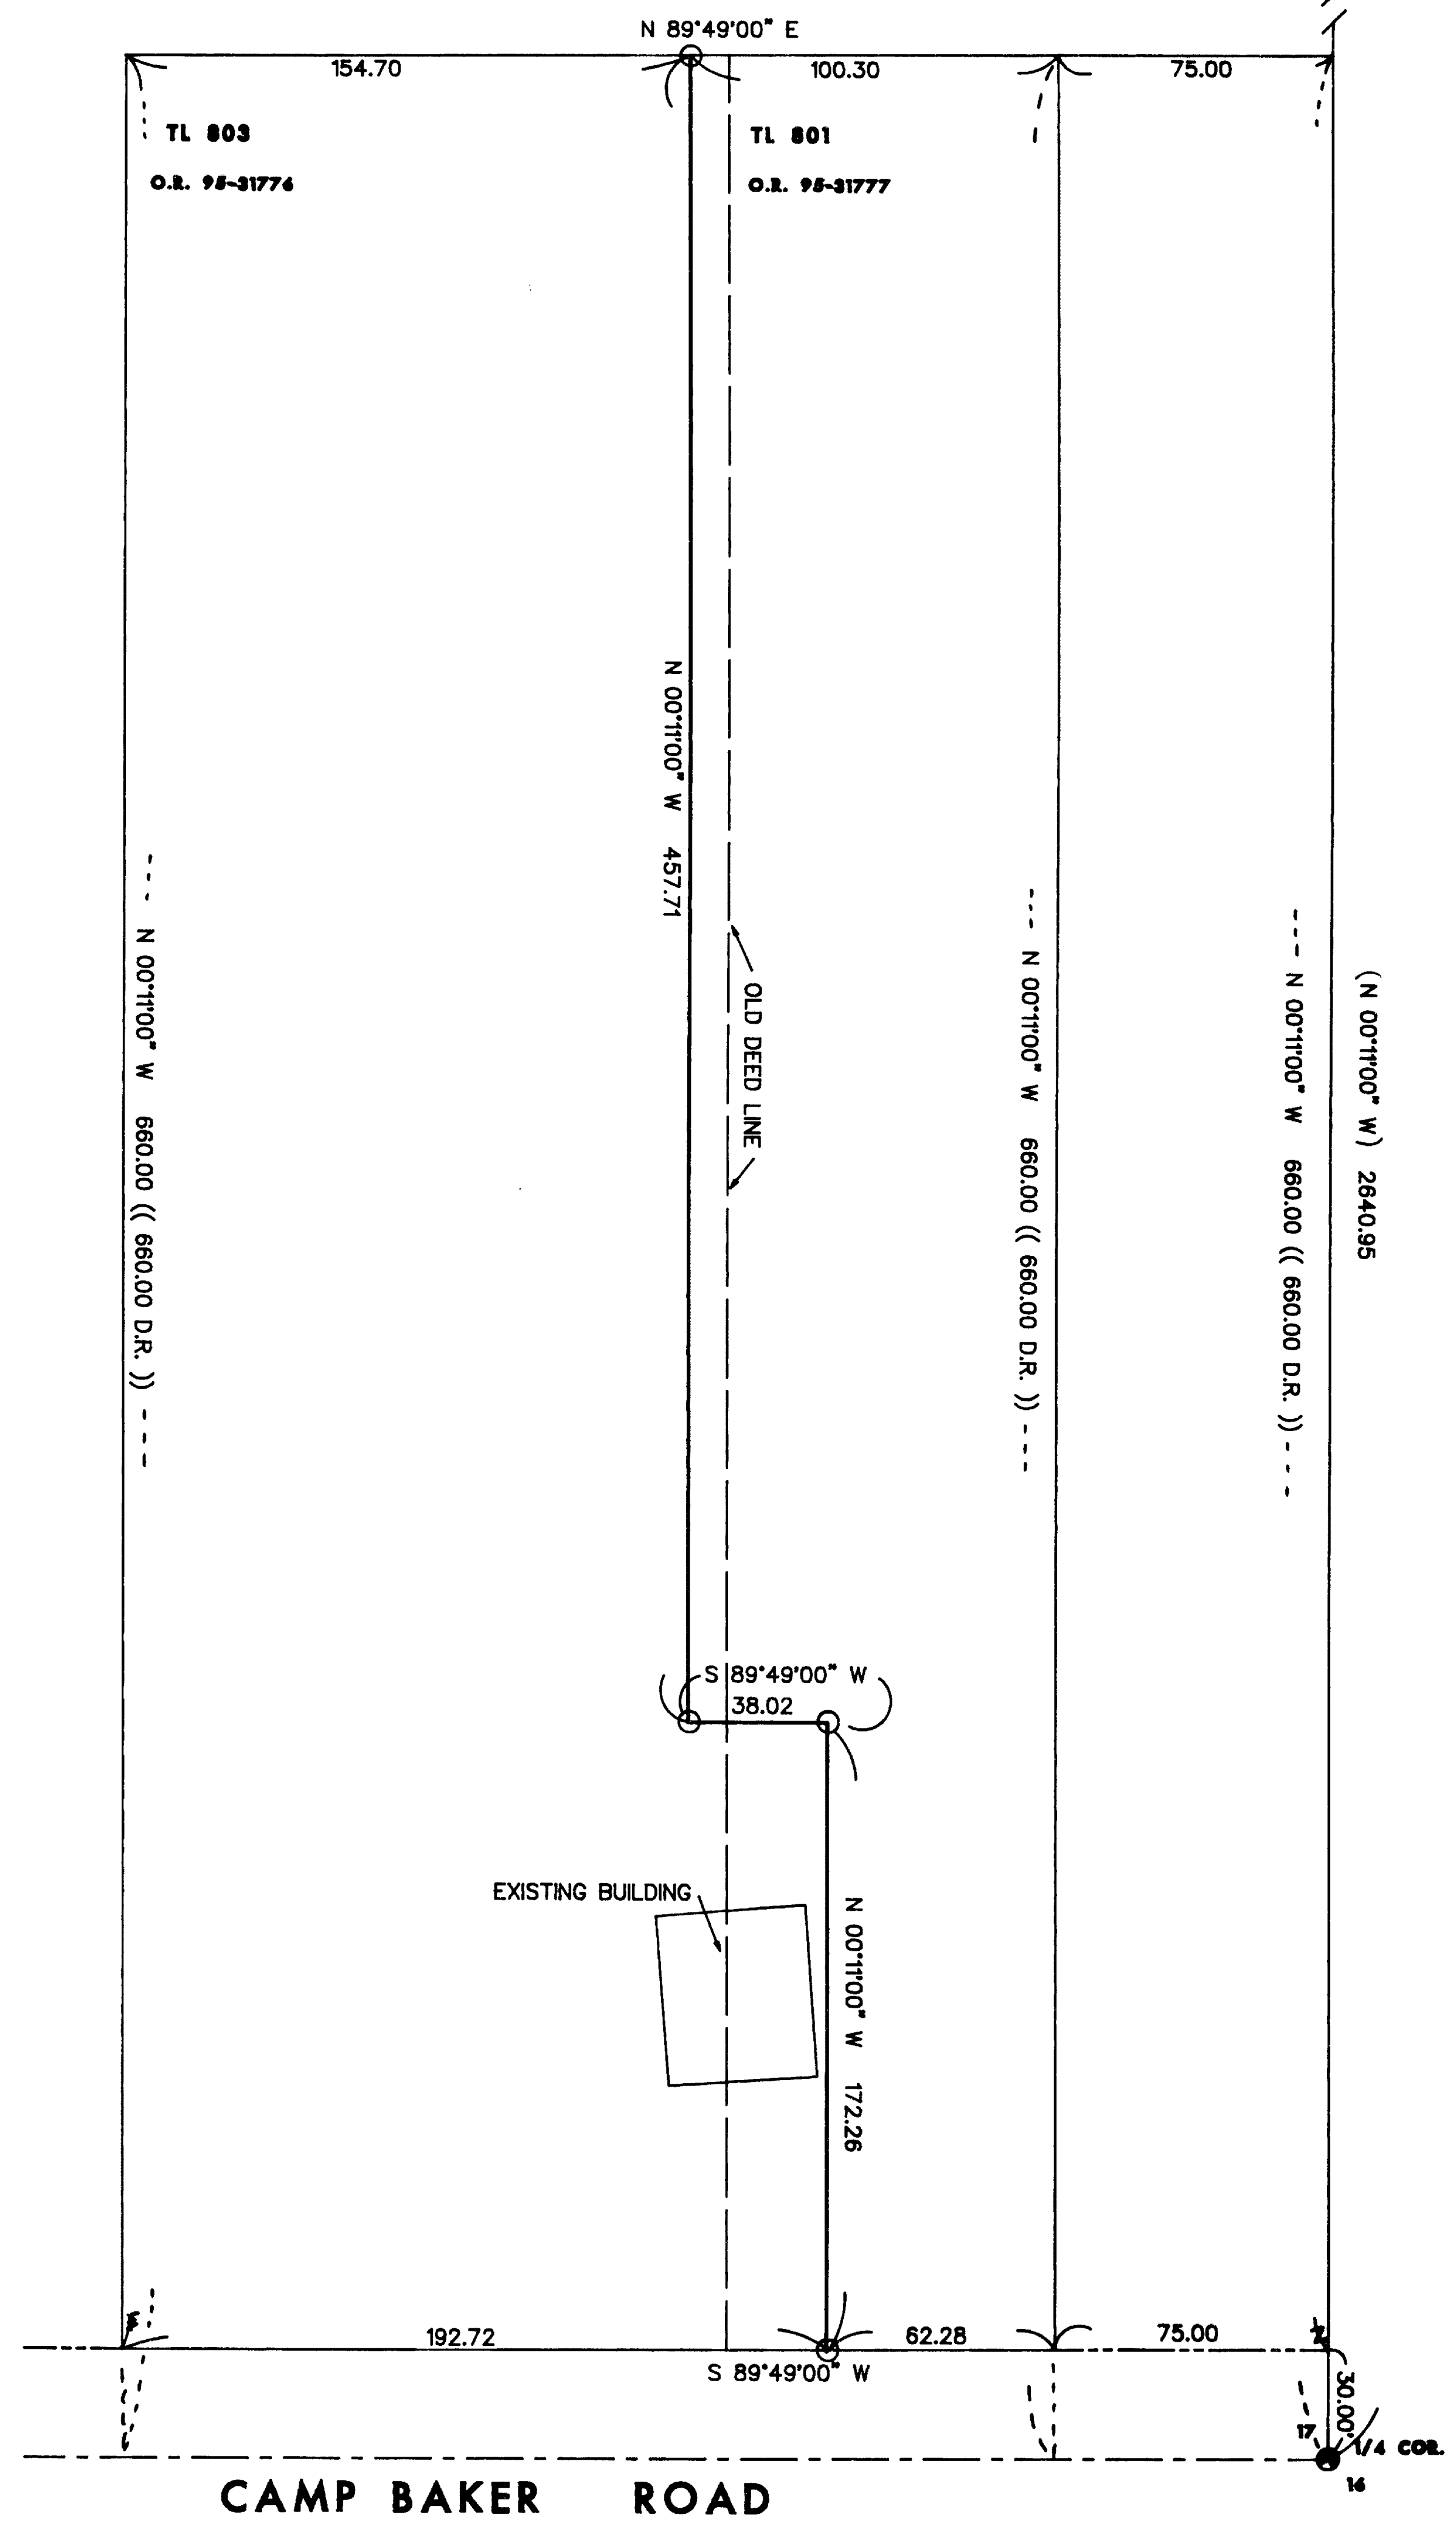 N 89°49'00" E
154.70
100.30
75.00
TL 803
TL 801
O.R. 95-31776
O.R. 95-31777
N 00°11'00" W 457.71
OLD DEED LINE
--- N 00°11'00" W 660.00 (( 660.00 D.R. )) ---
--- N 00°11'00" W 660.00 (( 660.00 D.R. )) ---
--- N 00°11'00" W 660.00 (( 660.00 D.R. )) ---
(N 00°11'00" W) 2640.95
S 89°49'00" W
38.02
EXISTING BUILDING
N 00°11'00" W 172.26
192.72
62.28
75.00
S 89°49'00" W
30.00'
17
1/4 COR.
16
CAMP BAKER ROAD